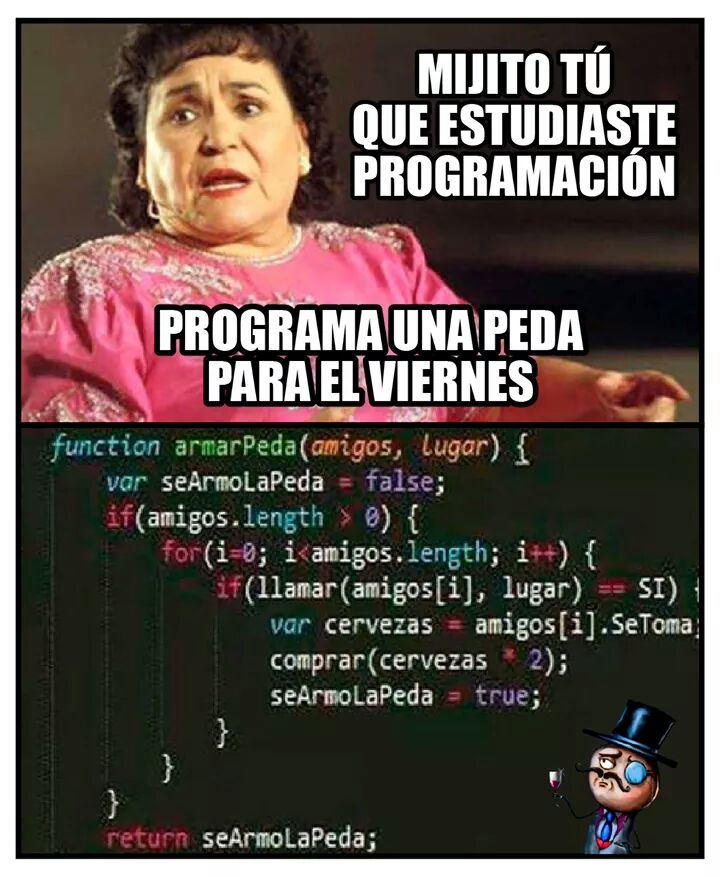 MIJITO TÚ
QUE ESTUDIASTE
PROGRAMACIÓN
PROGRAMA UNA PEDA
PARA EL VIERNES
function armarPeda(amigos, lugar) {
var seArmoLaPeda = false;
if(amigos.length > 0) {
for(i=0; i<amigos.length; i++) {
if(llamar(amigos[i], lugar) == SI) {
var cervezas = amigos[i].SeToma;
comprar(cervezas * 2);
seArmoLaPeda = true;
}
}
}
return seArmoLaPeda;